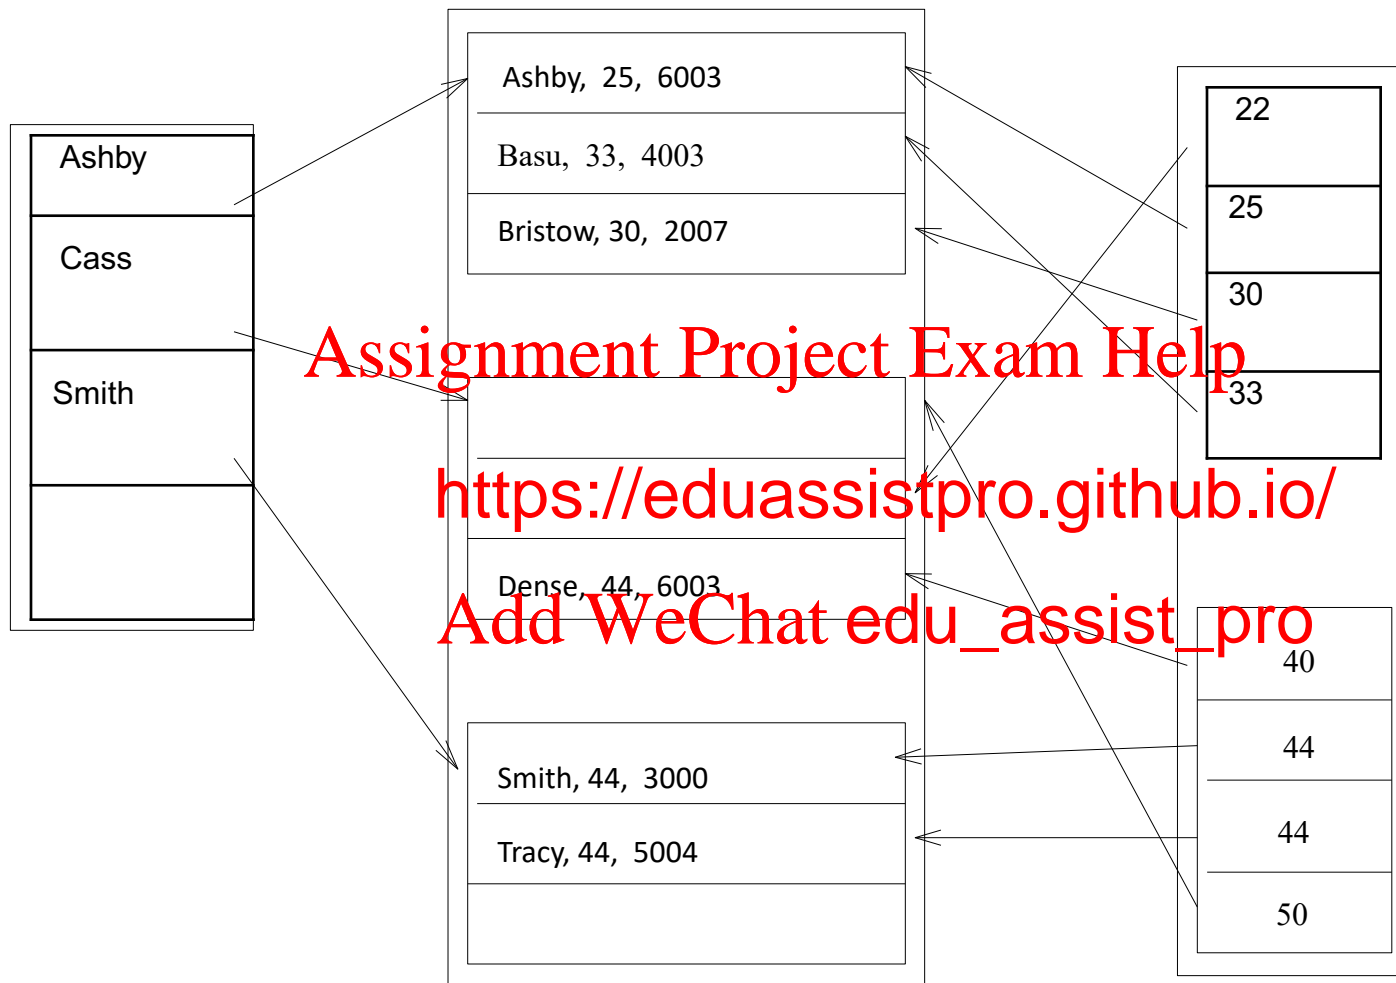 Ashby
Cass
Smith
Ashby, 25, 6003
Basu, 33, 4003
Bristow, 30, 2007
Dense, 44, 6003
Smith, 44, 3000
Tracy, 44, 5004
22
25
30
33
40
44
44
50
Assignment Project Exam Help
https://eduassistpro.github.io/
Add WeChat edu_assist_pro